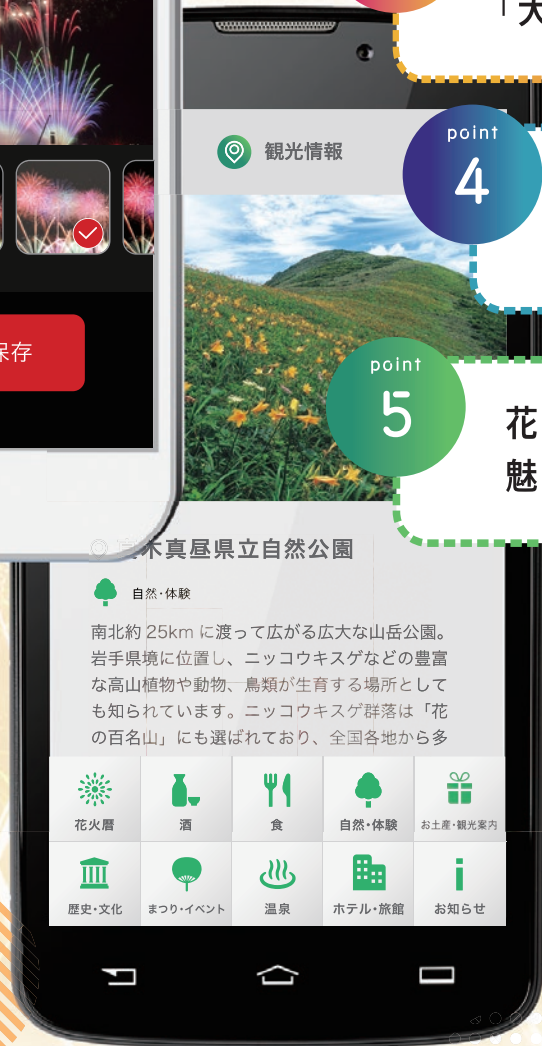 「大
観光情報
point
4
保存
point
5
花
魅
木真昼県立自然公園
自然・体験
南北約 25km に渡って広がる広大な山岳公園。
岩手県境に位置し、ニッコウキスゲなどの豊富
な高山植物や動物、鳥類が生育する場所として
も知られています。ニッコウキスゲ群落は「花
の百名山」にも選ばれており、全国各地から多
花火暦 酒 食 自然・体験 お土産・観光案内
歴史・文化 まつり・イベント 温泉 ホテル・旅館 お知らせ